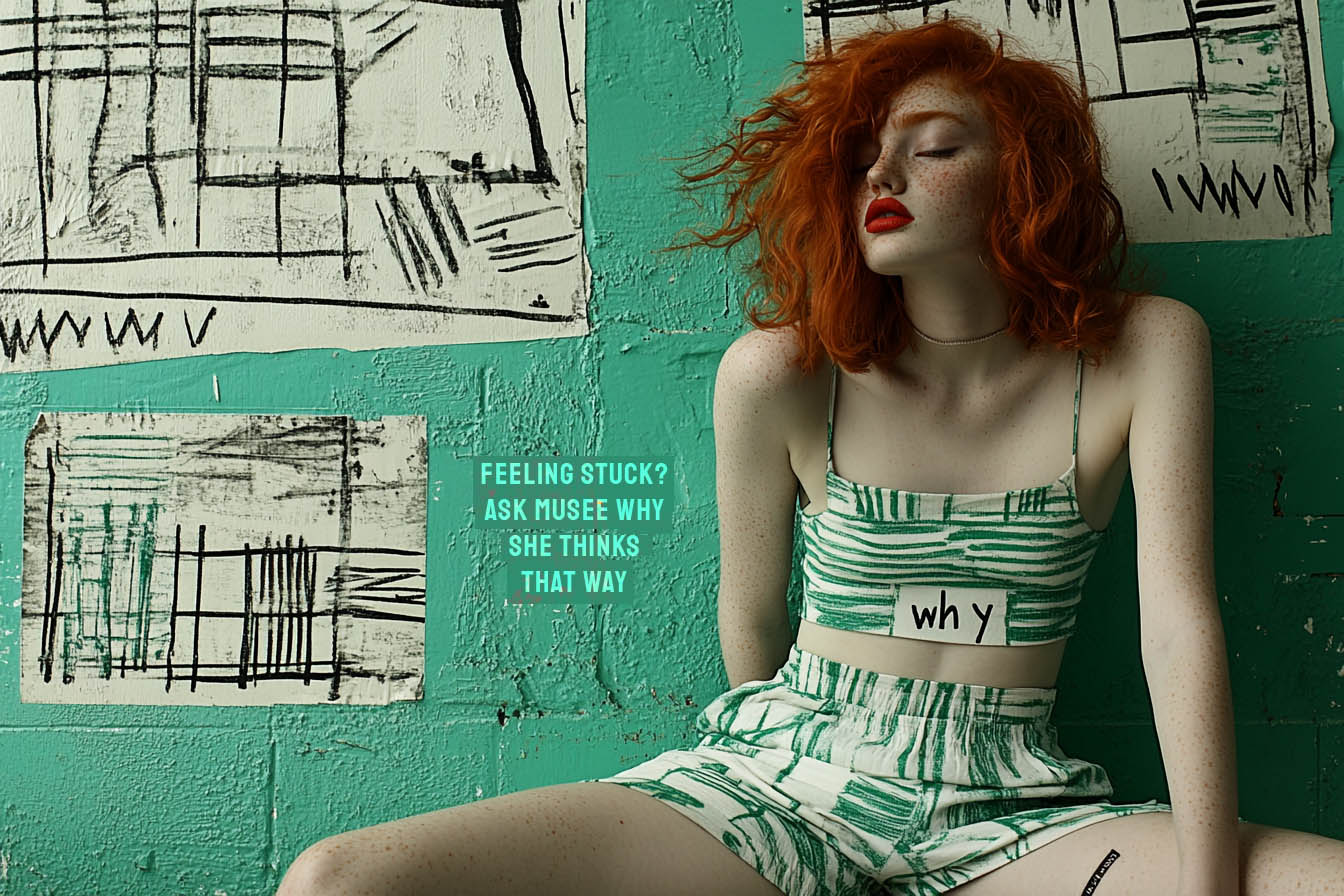 FEELING STUCK?
ASK MUSEE WHY
SHE THINKS
THAT WAY
why